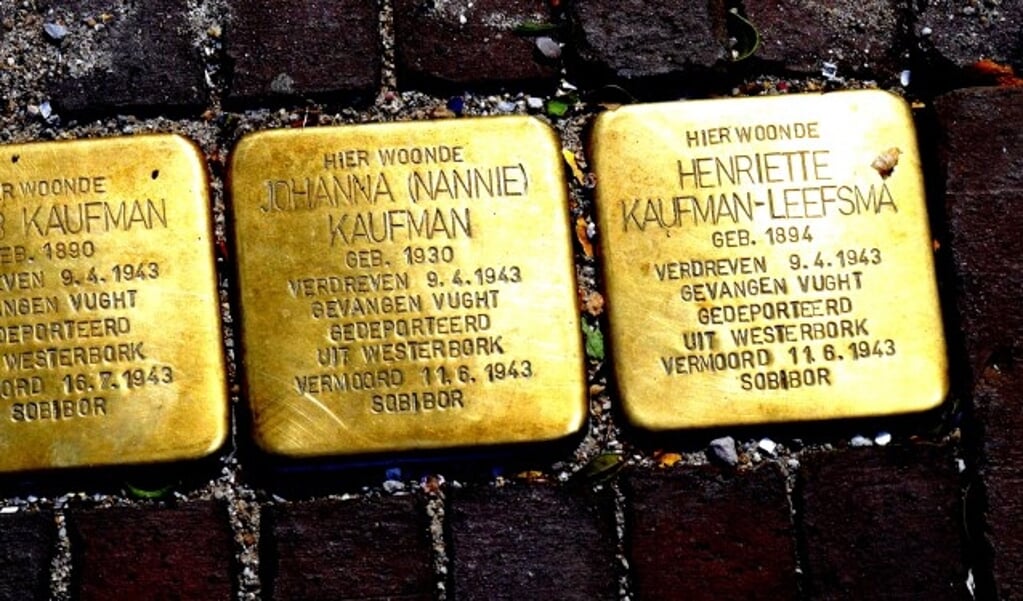 WOONDE
KAUFMAN
GEB. 1890
9.4.1943
VUGHT
GEDEPORTEERD
WESTERBORK
16.7.1943
SOBIBOR
HIER WOONDE
JOHANNA (NANNIE)
KAUFMAN
GEB. 1930
VERDREVEN 9.4.1943
GEVANGEN VUGHT
GEDEPORTEERD
UIT WESTERBORK
VERMOORD 11.6.1943
SOBIBOR
HIER WOONDE
HENRIETTE
KAUFMAN-LEEFSMA
GEB. 1894
VERDREVEN 9.4.1943
GEVANGEN VUGHT
GEDEPORTEERD
UIT WESTERBORK
VERMOORD 11.6.1943
SOBIBOR